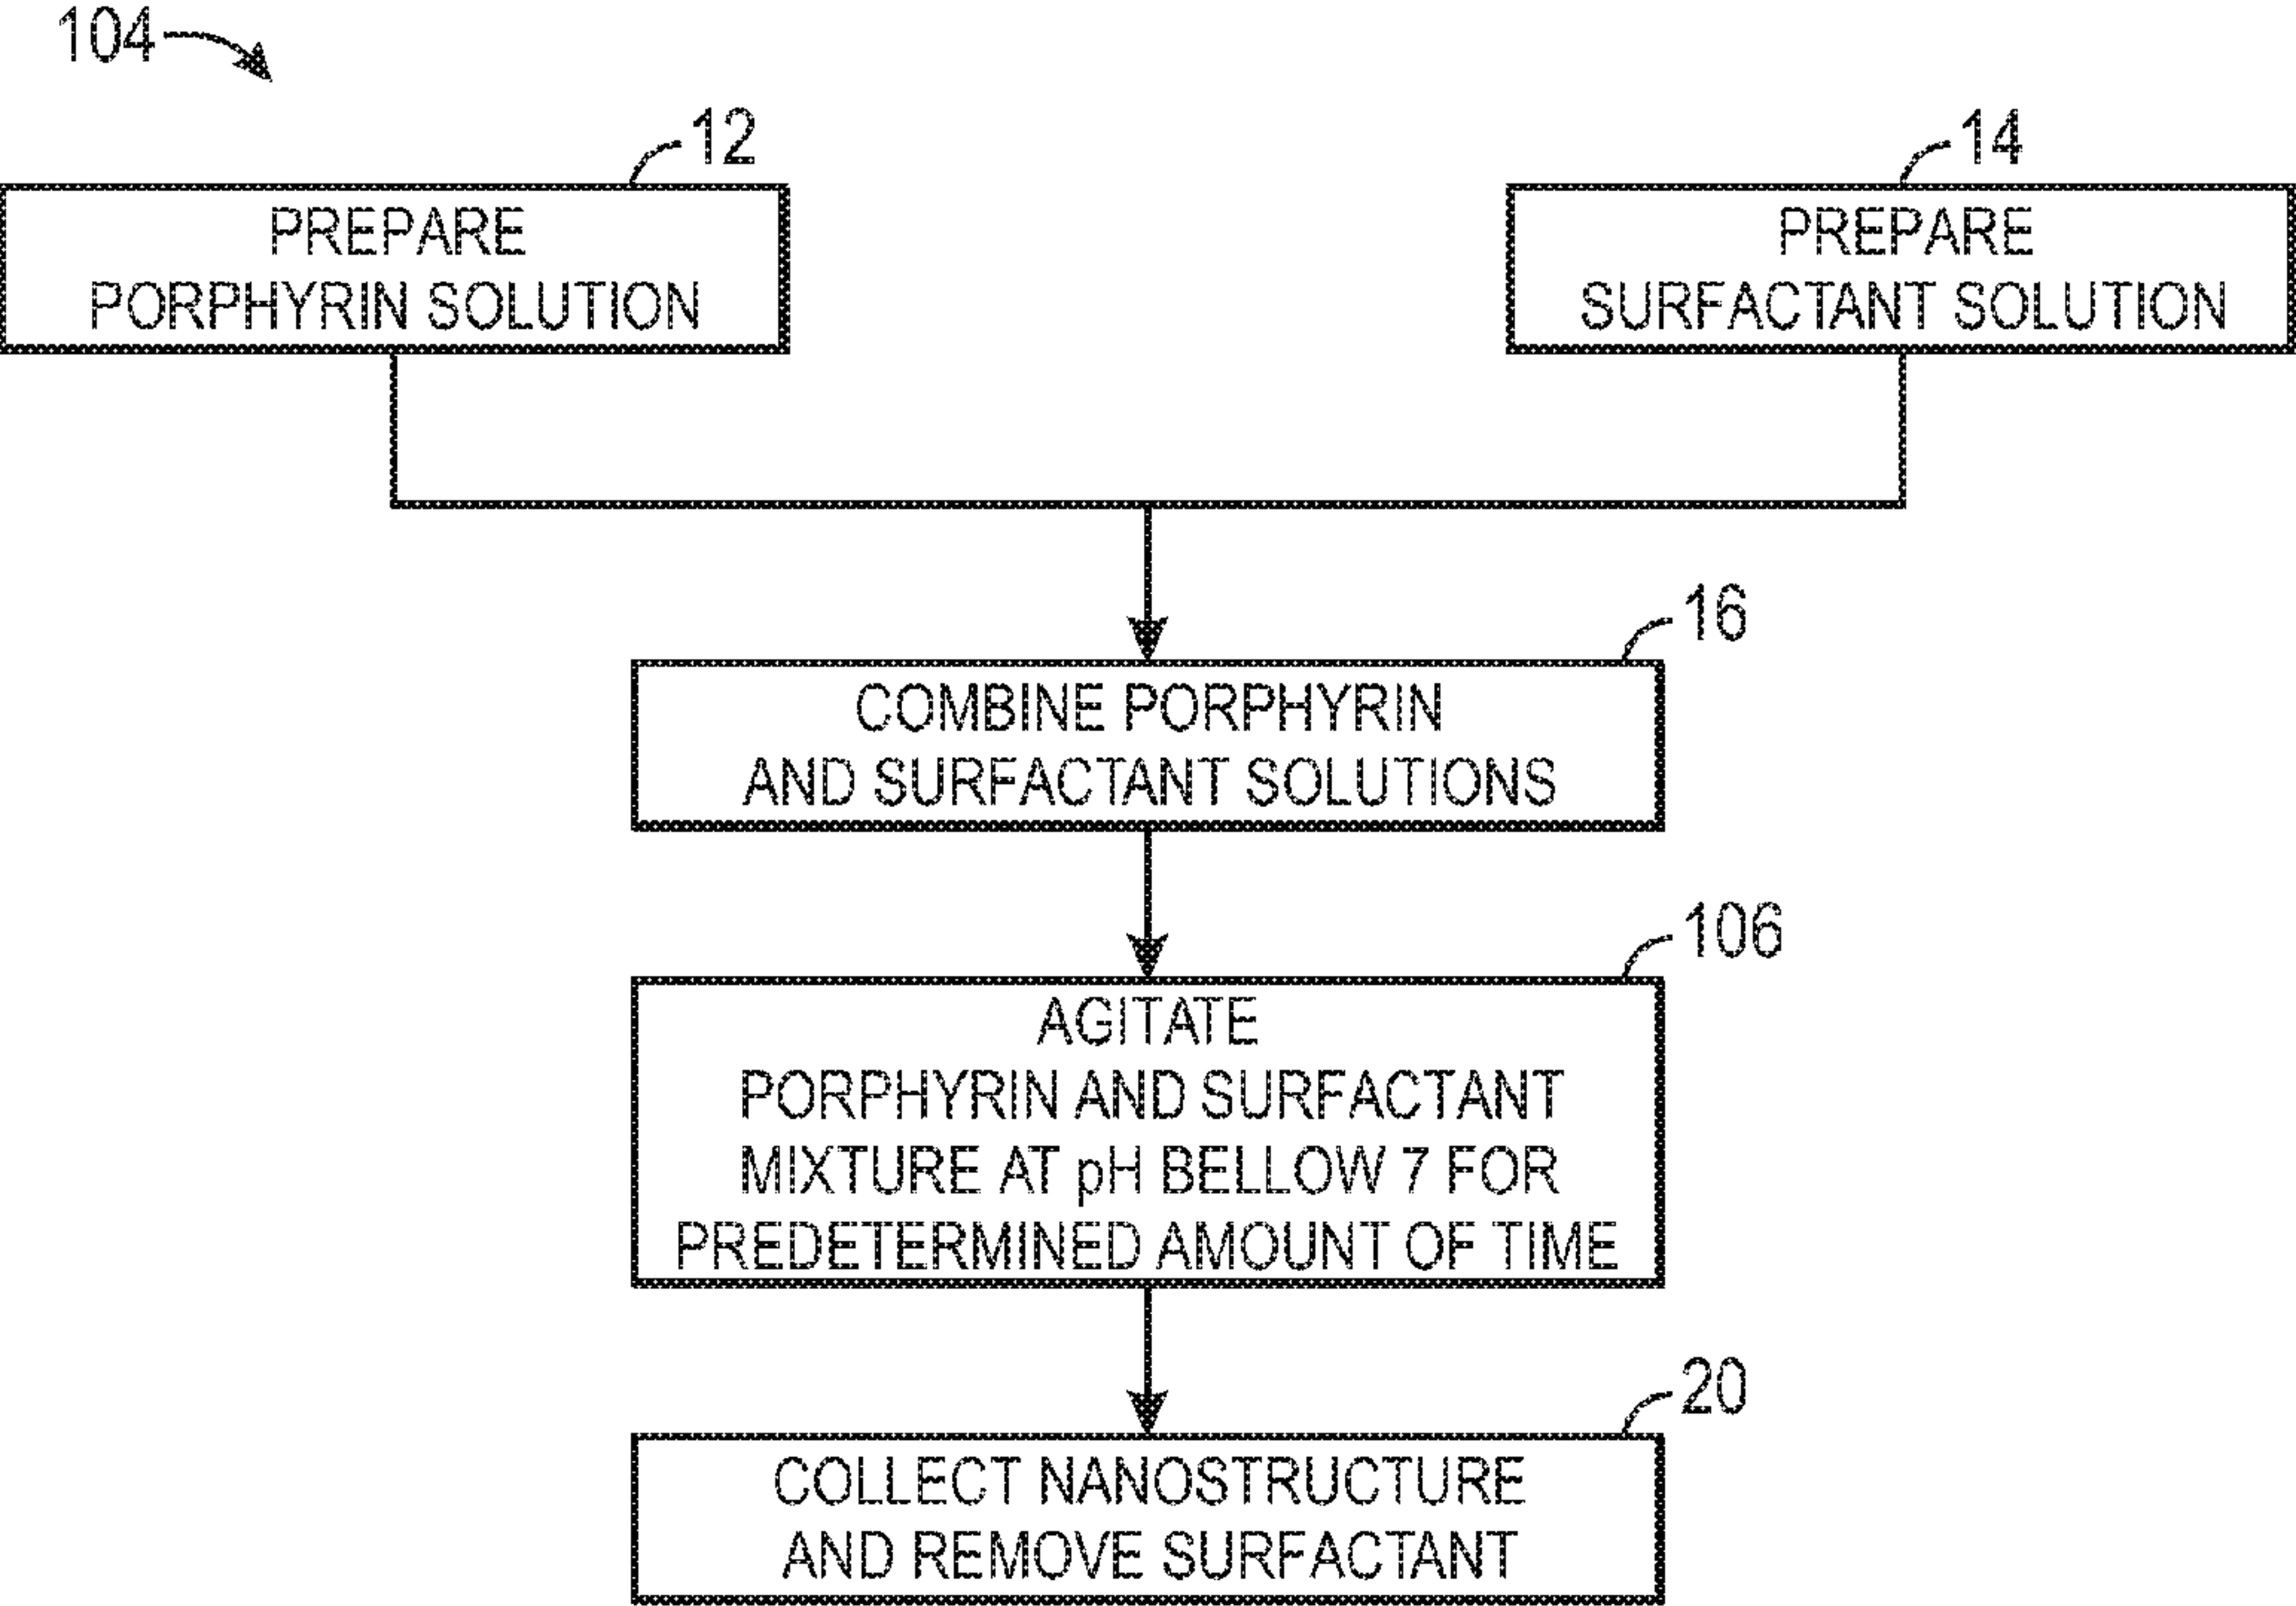 104
12
14
PREPARE
PORPHYRIN SOLUTION
PREPARE
SURFACTANT SOLUTION
16
COMBINE PORPHYRIN
AND SURFACTANT SOLUTIONS
106
AGITATE
PORPHYRIN AND SURFACTANT
MIXTURE AT pH BELLOW 7 FOR
PREDETERMINED AMOUNT OF TIME
20
COLLECT NANOSTRUCTURE
AND REMOVE SURFACTANT